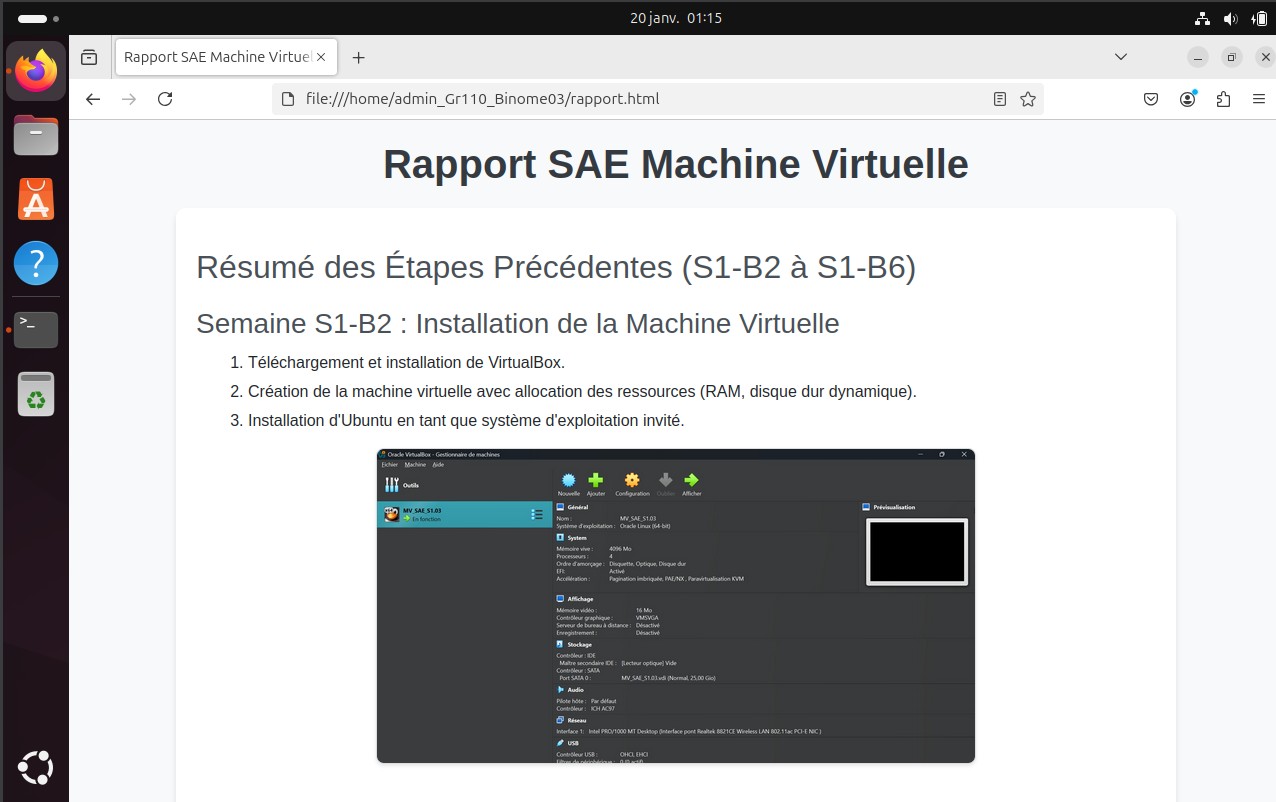 20 janv. 01:15
Rapport SAE Machine Virtuel
file:///home/admin_Gr110_Binome03/rapport.html
Rapport SAE Machine Virtuelle
Résumé des Étapes Précédentes (S1-B2 à S1-B6)
Semaine S1-B2 : Installation de la Machine Virtuelle
1. Téléchargement et installation de VirtualBox.
2. Création de la machine virtuelle avec allocation des ressources (RAM, disque dur dynamique).
3. Installation d'Ubuntu en tant que système d'exploitation invité.
Oracle VirtualBox - Gestionnaire de machines
Fichier Machine Aide
Outils
Nouvelle Ajouter Configuration Oublier Afficher
MV_SAE_S1.03
En fonction
Général
Nom : MV_SAE_S1.03
Système d'exploitation : Oracle Linux (64-bit)
Prévisualisation
System
Mémoire vive : 4096 Mo
Processeurs : 4
Ordre d'amorçage : Disquette, Optique, Disque dur
EFI: Activé
Accélération : Pagination imbriquée, PAE/NX , Paravirtualisation KVM
Affichage
Mémoire vidéo : 16 Mo
Contrôleur graphique : VMSVGA
Serveur de bureau à distance : Désactivé
Enregistrement : Désactivé
Stockage
Contrôleur : IDE
Maître secondaire IDE : [Lecteur optique] Vide
Contrôleur : SATA
Port SATA 0 : MV_SAE_S1.03.vdi (Normal, 25,00 Gio)
Audio
Pilote hôte : Par défaut
Contrôleur : ICH AC97
Réseau
Interface 1: Intel PRO/1000 MT Desktop (Interface pont Realtek 8821CE Wireless LAN 802.11ac PCI-E NIC )
USB
Contrôleur USB : OHCI, EHCI